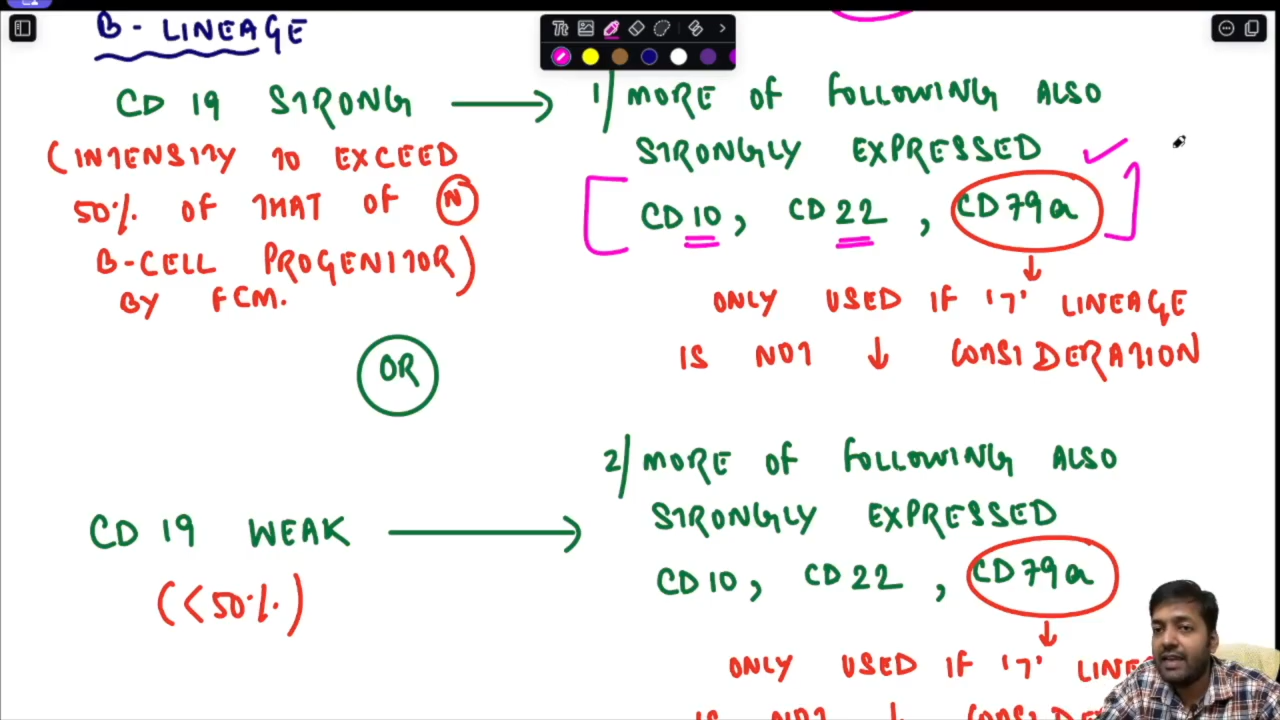 B- LINEAGE
CD 19 STRONG → 1/ MORE OF FOLLOWING ALSO
STRONGLY EXPRESSED
(INTENSITY TO EXCEED
50% OF THAT OF N
B-CELL PROGENITOR)
BY FCM.
CD10, CD22, CD79a
↓
ONLY USED IF 'T' LINEAGE
IS NOT ↓ CONSIDERATION
OR
CD 19 WEAK → 2/ MORE OF FOLLOWING ALSO
(<50%)
STRONGLY EXPRESSED
CD10, CD22, CD79a
↓
ONLY USED IF 'T'